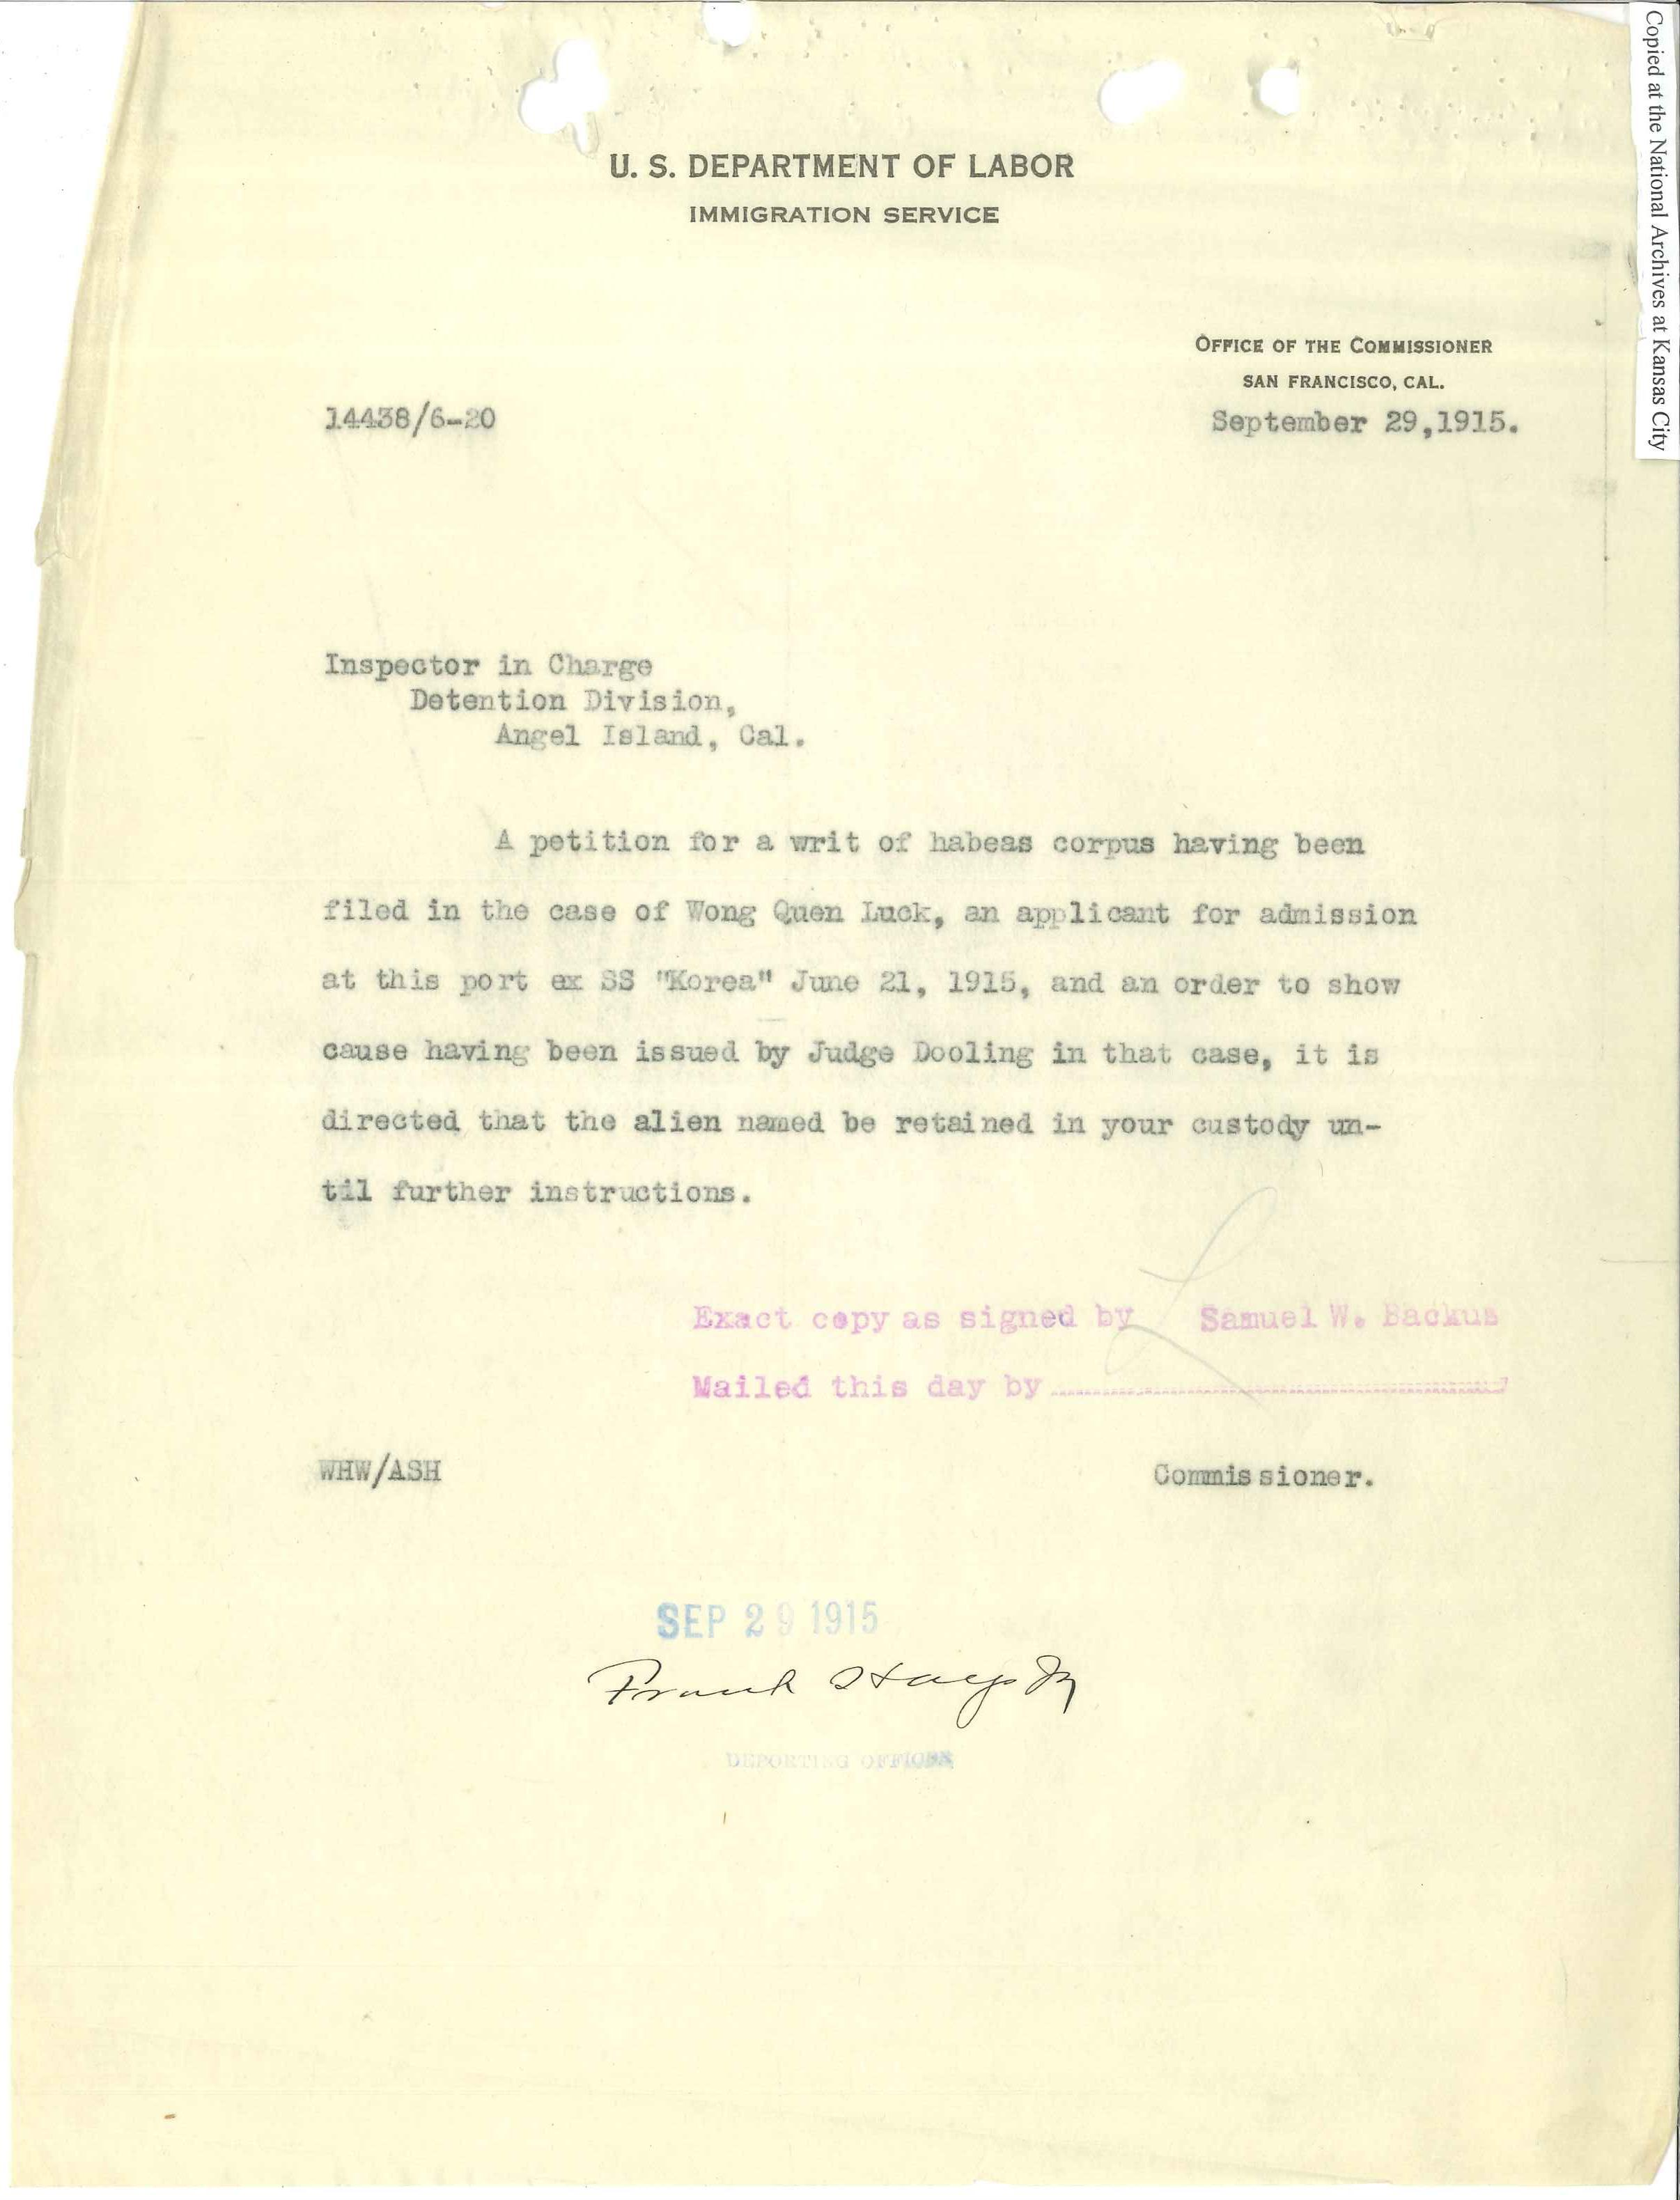 Copied at the National Archives at Kansas City
U. S. DEPARTMENT OF LABOR
IMMIGRATION SERVICE
OFFICE OF THE COMMISSIONER
SAN FRANCISCO, CAL.
14438/6-20
September 29,1915.
Inspector in Charge
Detention Division,
Angel Island, Cal.
A petition for a writ of habeas corpus having been
filed in the case of Wong Quen Luck, an applicant for admission
at this port ex SS "Korea" June 21, 1915, and an order to show
cause having been issued by Judge Dooling in that case, it is
directed that the alien named be retained in your custody un-
til further instructions.
Exact copy as signed by Samuel W. Backus
Mailed this day by
WHW/ASH
Commissioner.
SEP 29 1915
Frank
DEPORTING OFFICER